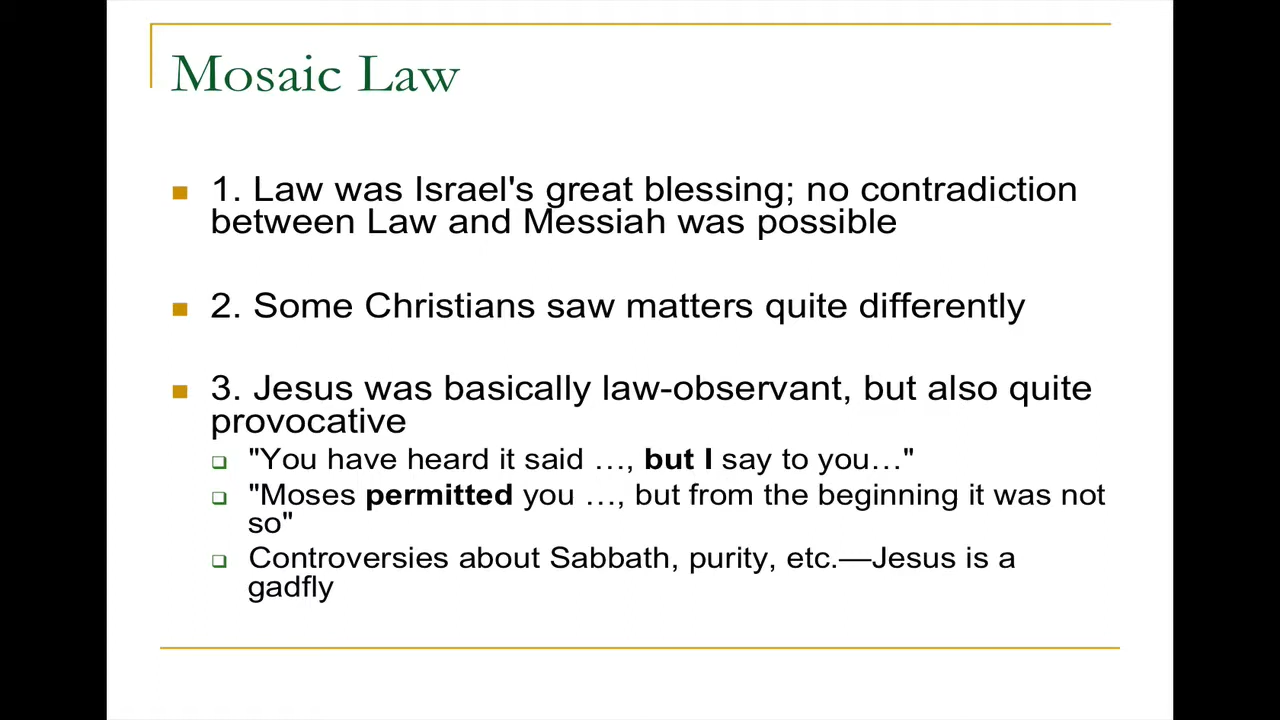 Mosaic Law
1. Law was Israel's great blessing; no contradiction
between Law and Messiah was possible
2. Some Christians saw matters quite differently
3. Jesus was basically law-observant, but also quite
provocative
"You have heard it said …, but I say to you…"
"Moses permitted you …, but from the beginning it was not
so"
Controversies about Sabbath, purity, etc.—Jesus is a
gadfly